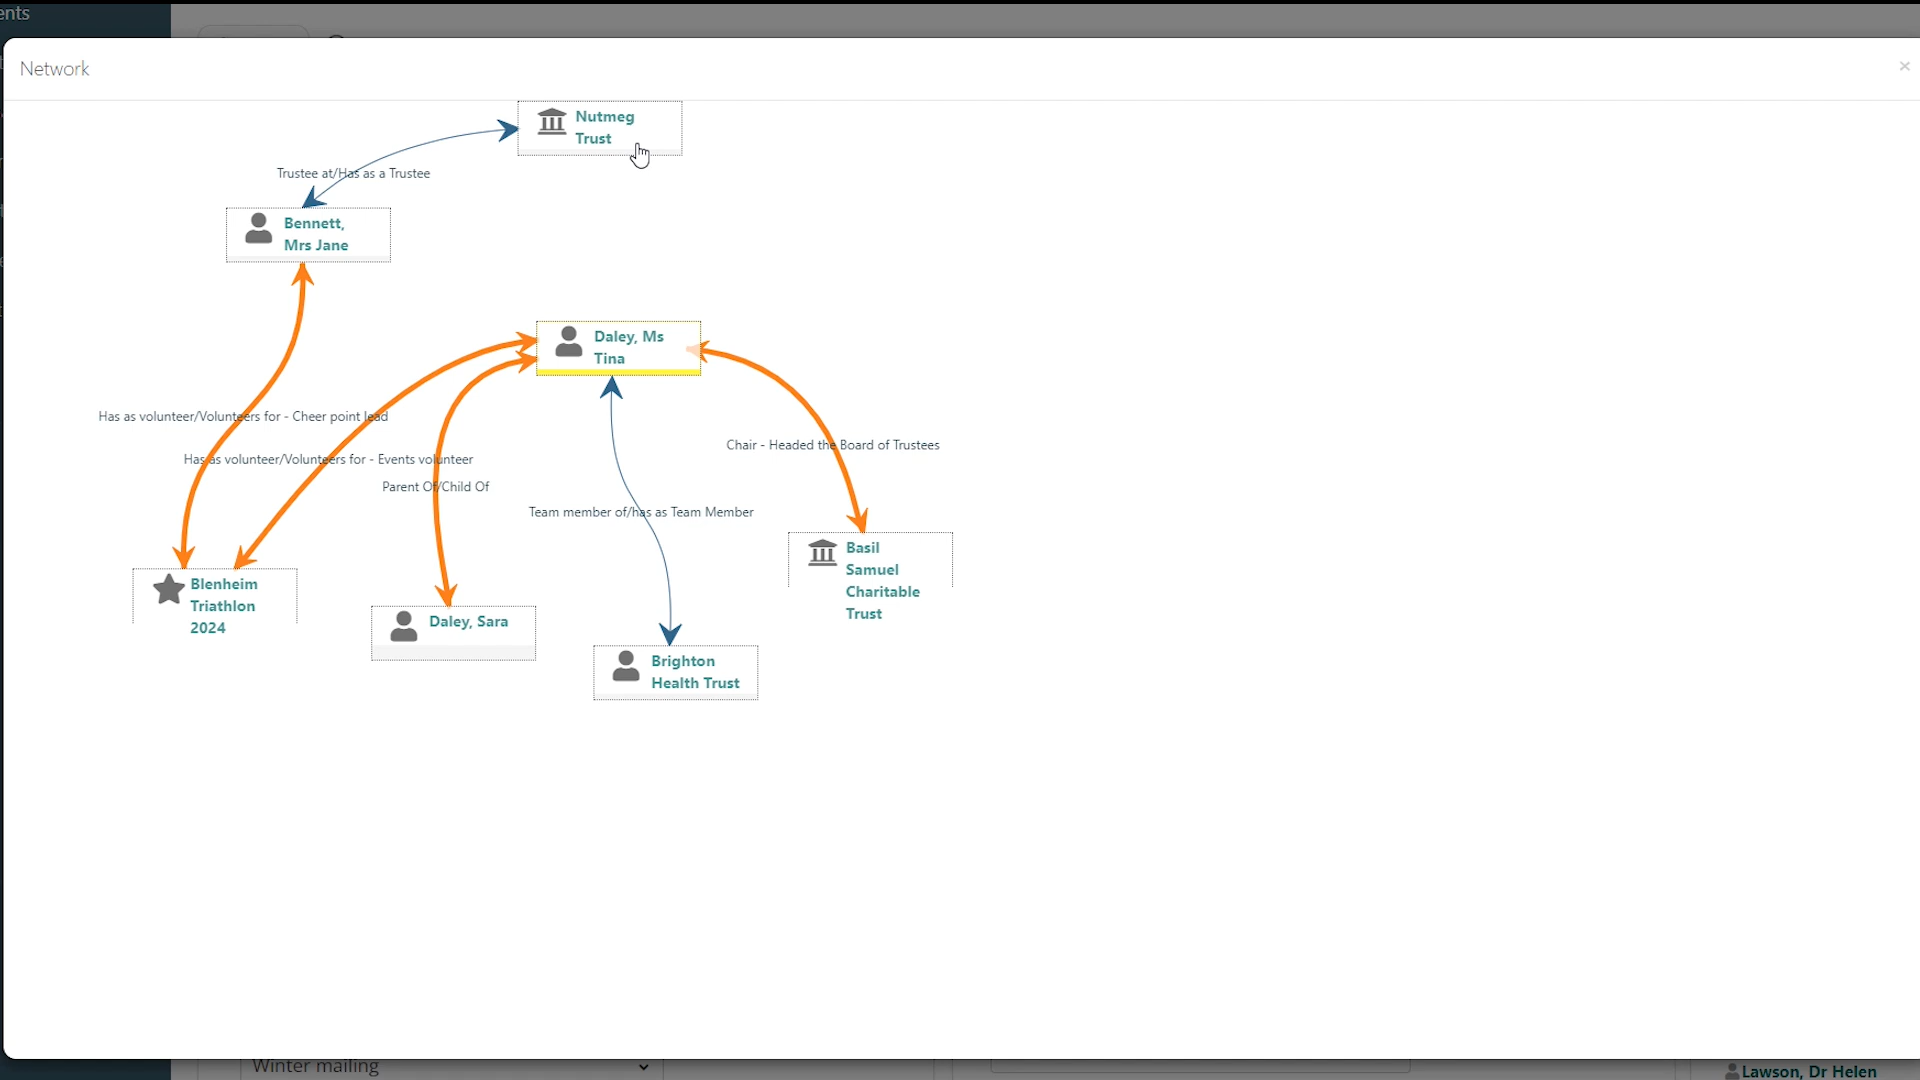 ents
Network
×
Nutmeg
Trust
Trustee at/Has as a Trustee
Bennett,
Mrs Jane
Daley, Ms
Tina
Has as volunteer/Volunteers for - Cheer point lead
Chair - Headed the Board of Trustees
Has as volunteer/Volunteers for - Events volunteer
Parent Of/Child Of
Team member of/has as Team Member
Basil
Samuel
Charitable
Trust
Blenheim
Triathlon
2024
Daley, Sara
Brighton
Health Trust
Winter mailing
Lawson, Dr Helen